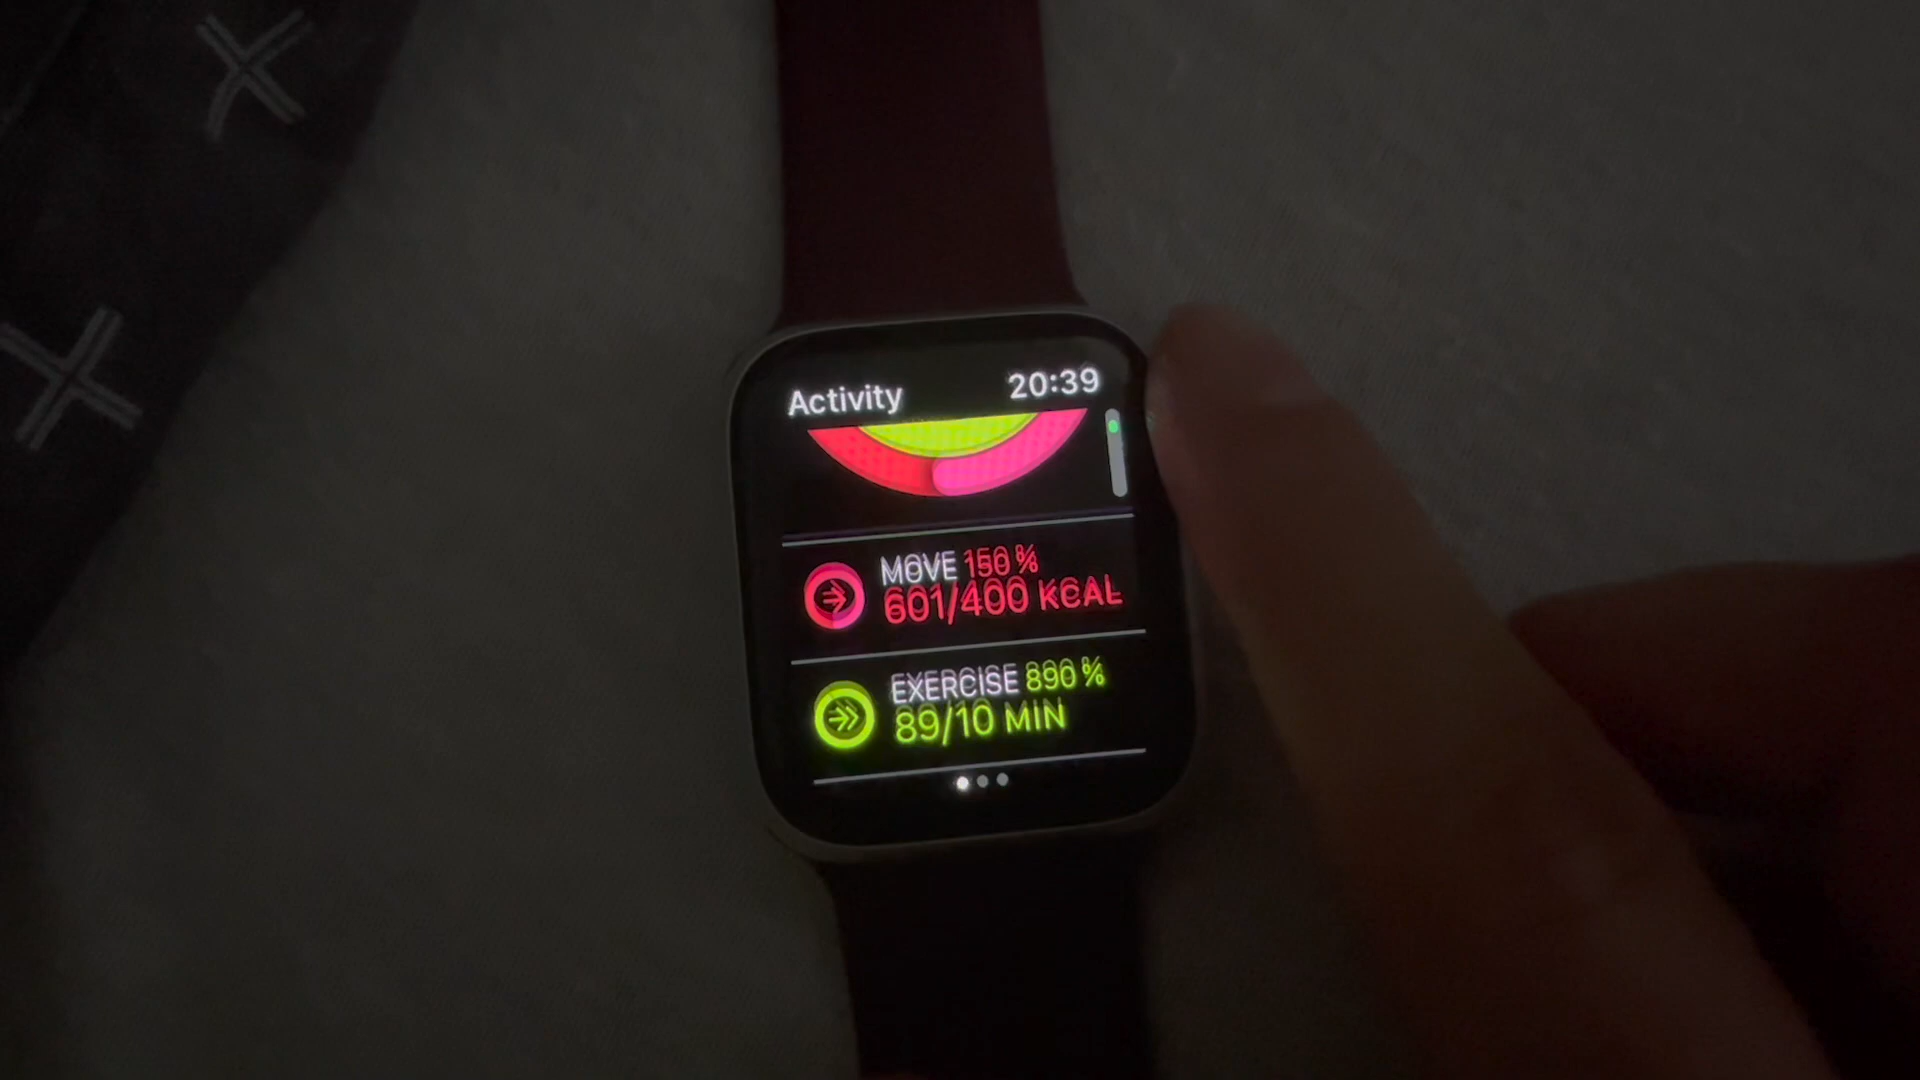 Activity 20:39
MOVE 150%
601/400 KCAL
EXERCISE 890%
89/10 MIN